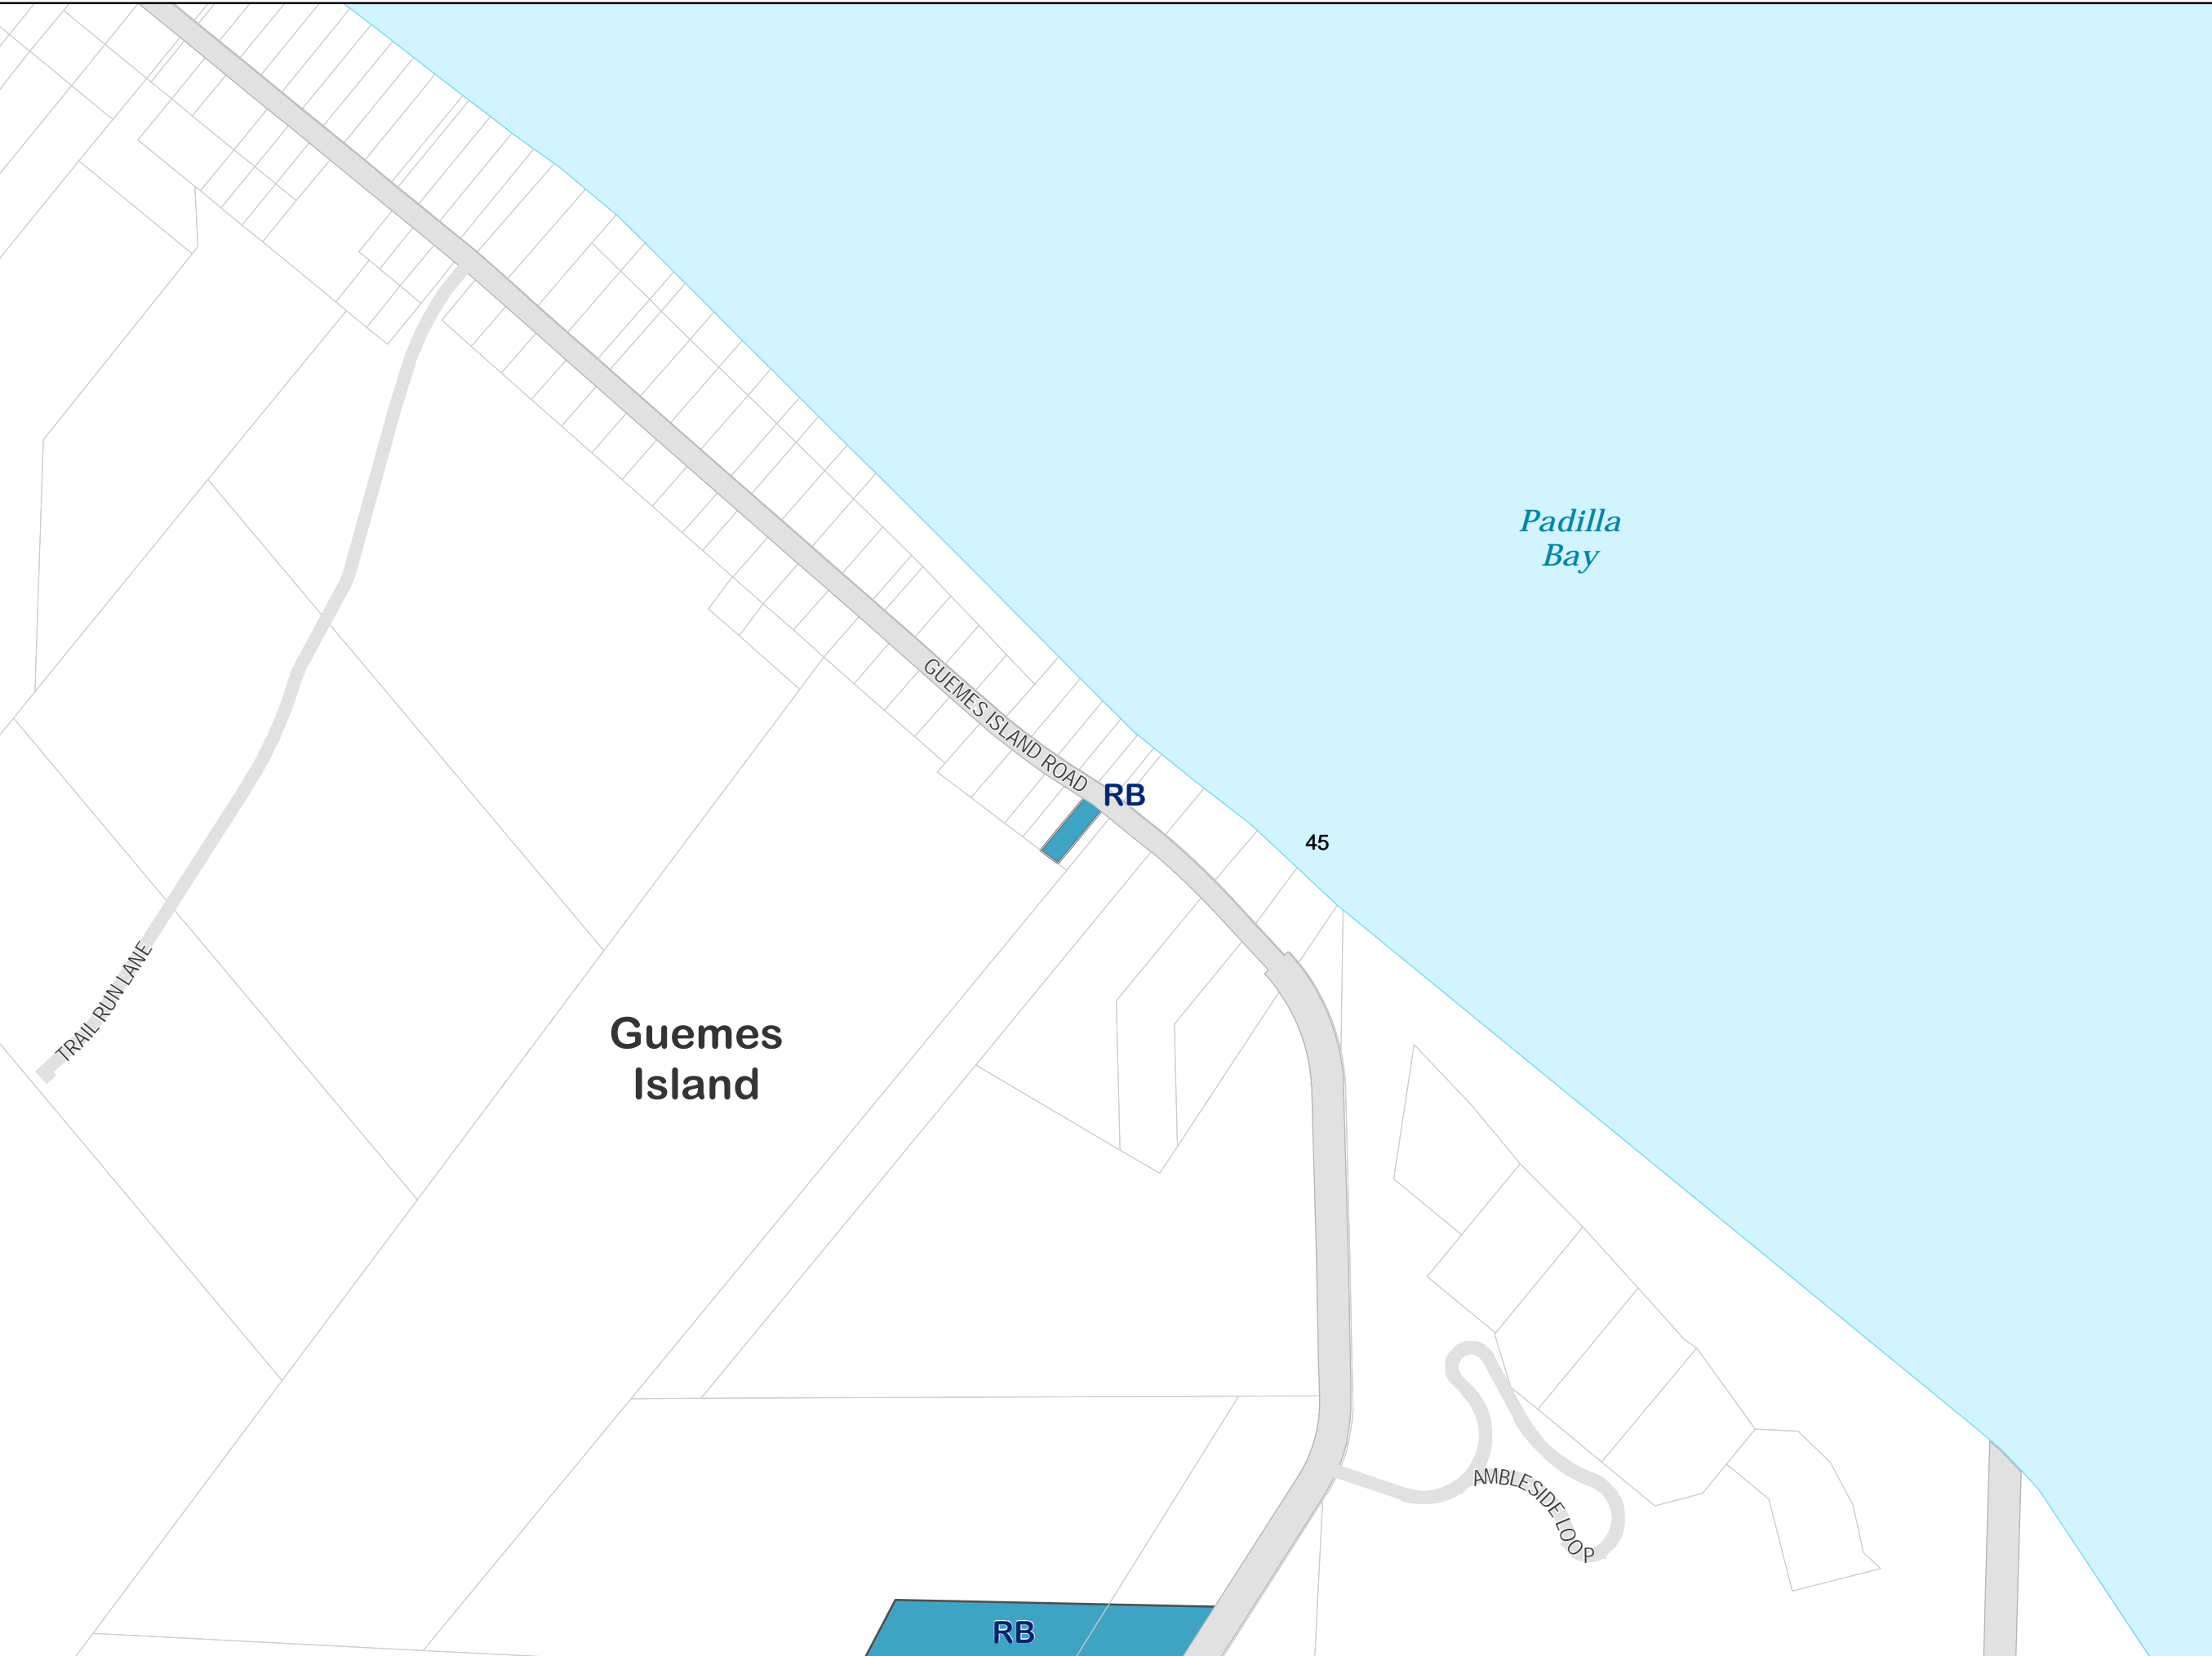 Padilla
Bay
GUEMES ISLAND ROAD
RB
45
TRAIL RUN LANE
Guemes
Island
AMBLESIDE LOOP
RB